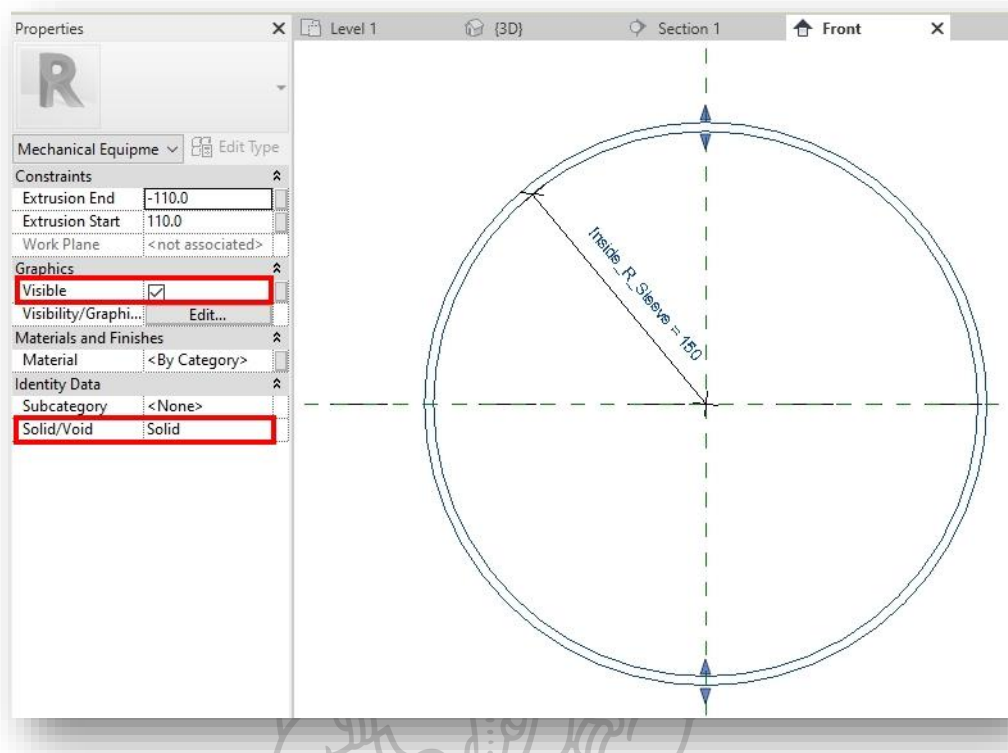 Properties
Level 1
{3D}
Section 1
Front
R
Mechanical Equipme
Edit Type
Constraints
Extrusion End -110.0
Extrusion Start 110.0
Work Plane <not associated>
Graphics
Visible
Visibility/Graphi... Edit...
Materials and Finishes
Material <By Category>
Identity Data
Subcategory <None>
Solid/Void Solid
Inside_R_Sleeve = 150